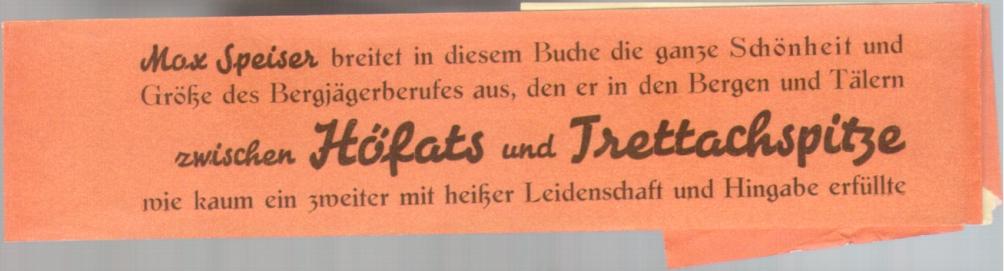 Max Speiser breitet in diesem Buche die ganze Schönheit und
Größe des Bergjägerberufes aus, den er in den Bergen und Tälern
zwischen Höfats und Trettachspitze
wie kaum ein zweiter mit heißer Leidenschaft und Hingabe erfüllte